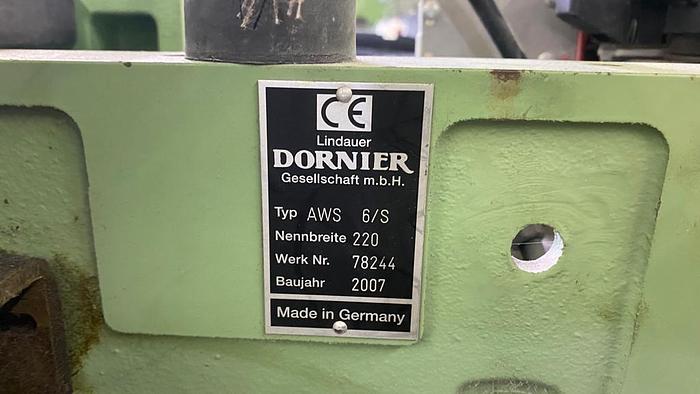 CE
Lindauer
DORNIER
Gesellschaft m.b.H.
Typ AWS 6/S
Nennbreite 220
Werk Nr. 78244
Baujahr 2007
Made in Germany